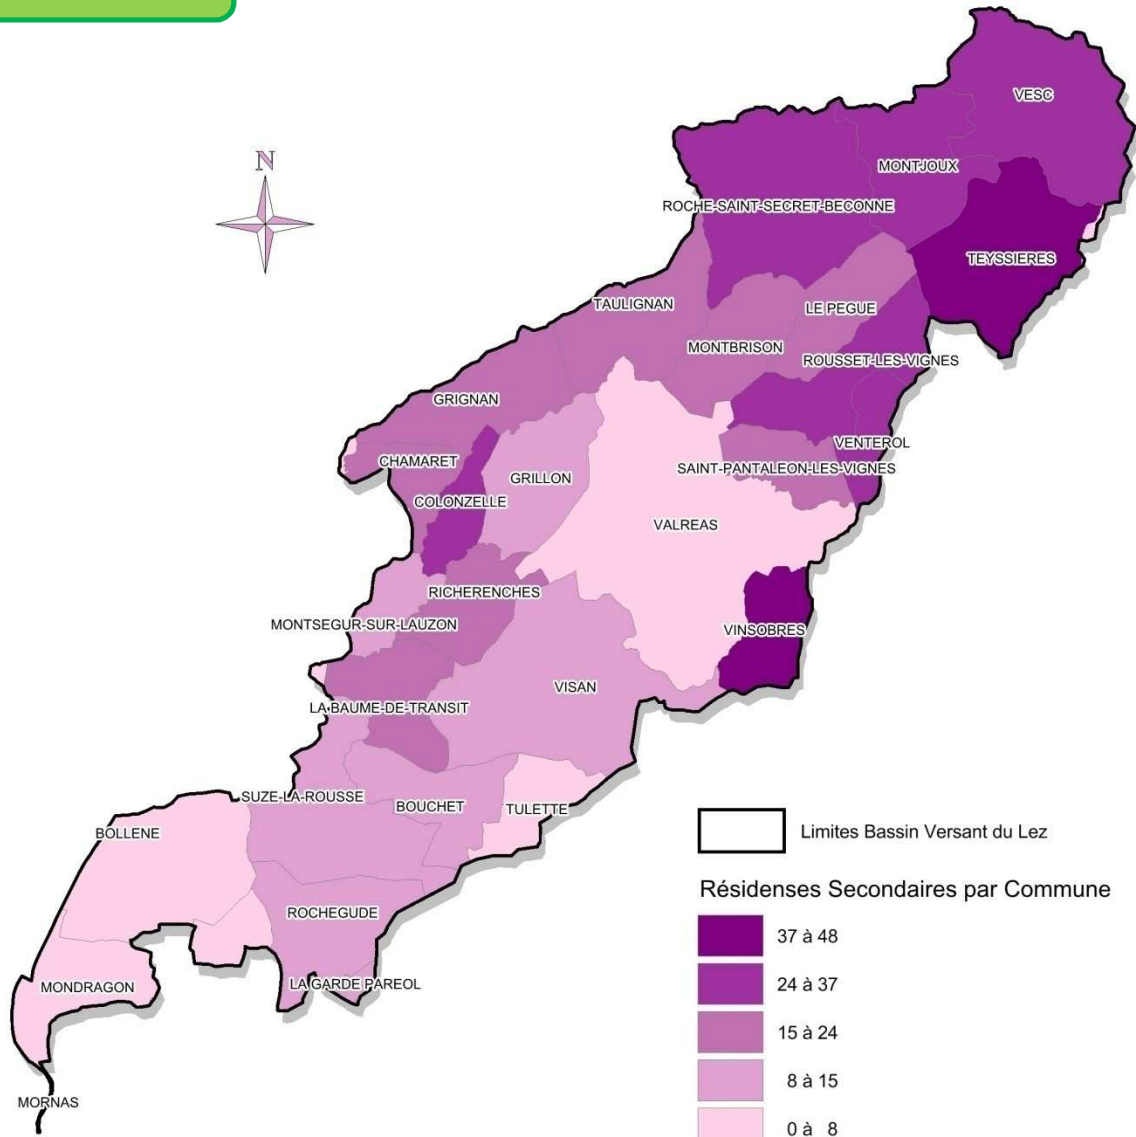 N
VESC
MONTJOUX
ROCHE-SAINT-SECRET-BECONNE
TEYSSIERES
TAULIGNAN
LE PEGUE
MONTBRISON
ROUSSET-LES-VIGNES
GRIGNAN
VENTEROL
CHAMARET
SAINT-PANTALEON-LES-VIGNES
GRILLON
COLONZELLE
VALREAS
RICHERENCHES
MONTSEGUR-SUR-LAUZON
VINSOBRES
VISAN
LA BAUME-DE-TRANSIT
SUZE-LA-ROUSSE
BOUCHET
TULETTE
BOLLENE
ROCHEGUDE
LA GARDE PAREOL
MONDRAGON
MORNAS
Limites Bassin Versant du Lez
Résidenses Secondaires par Commune
37 à 48
24 à 37
15 à 24
8 à 15
0 à 8